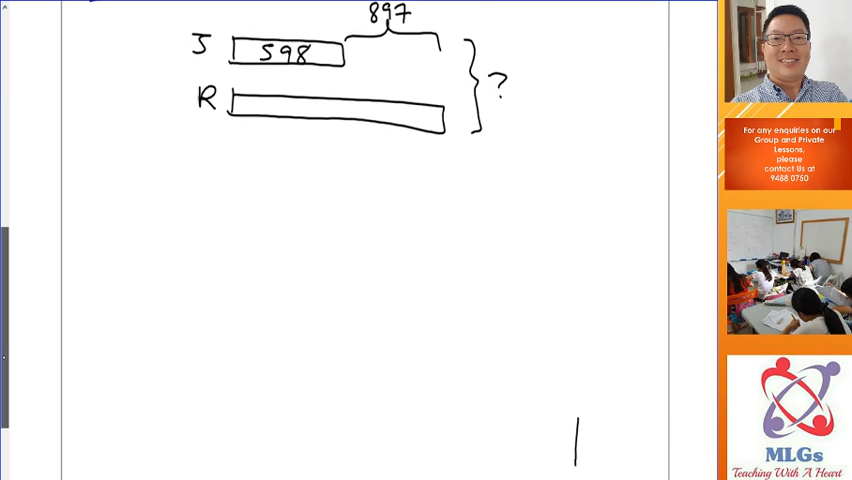 897
J 598
?
R
For any enquiries on our
Group and Private
Lessons,
please
contact Us at
9488 0750
MLGs
Teaching With A Heart